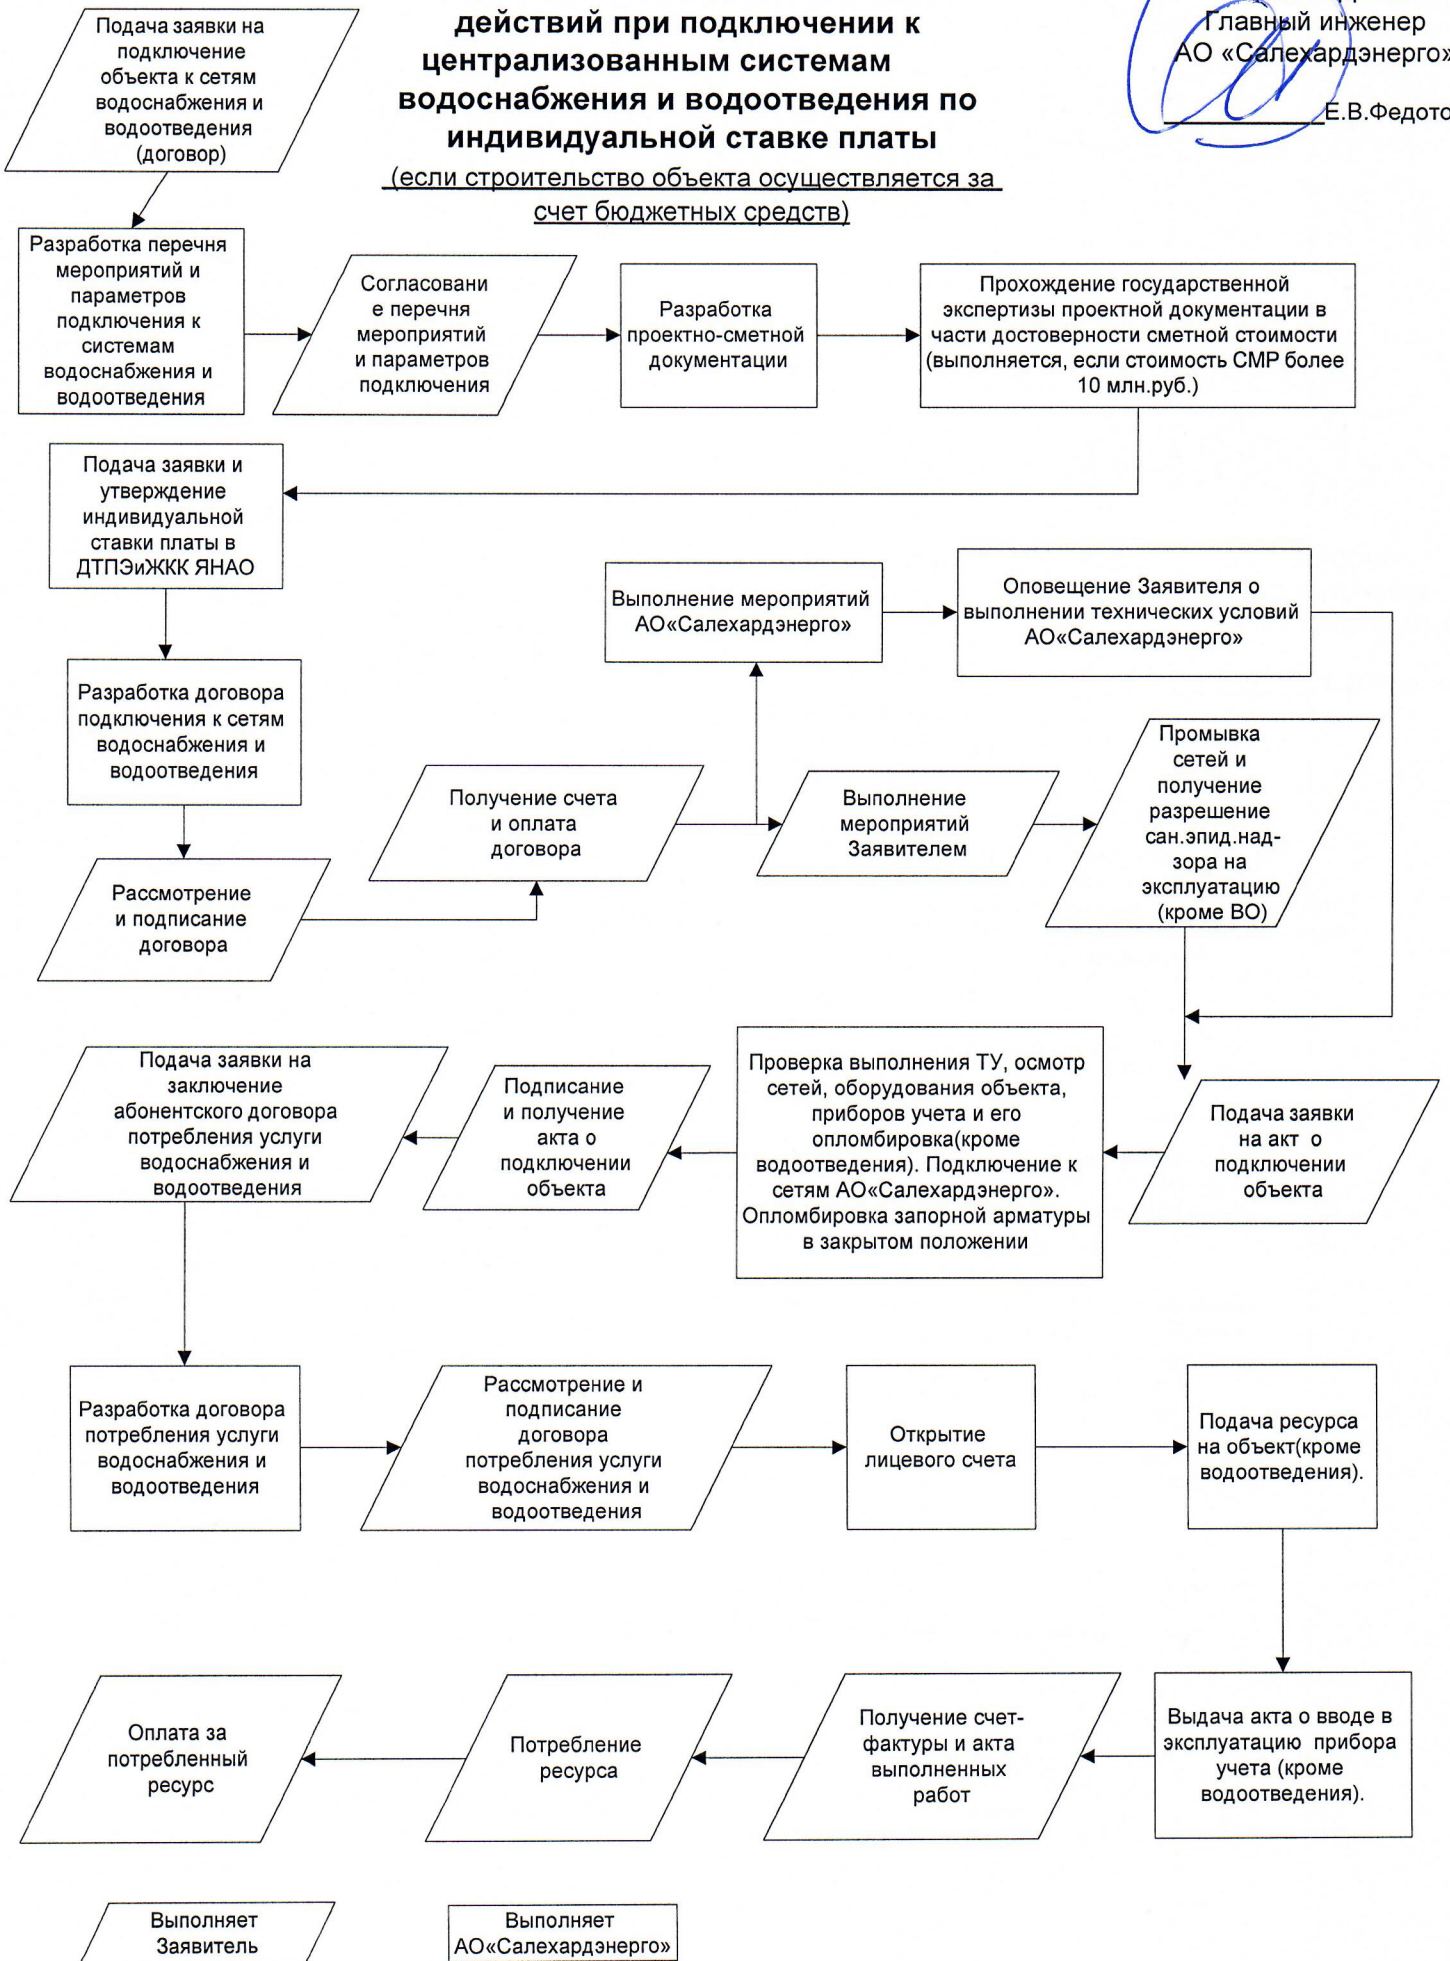 Подача заявки на
подключение
объекта к сетям
водоснабжения и
водоотведения
(договор)
действий при подключении к
централизованным системам
водоснабжения и водоотведения по
индивидуальной ставке платы
(если строительство объекта осуществляется за
счет бюджетных средств)
Главный инженер
АО «Салехардэнерго»
Е.В.Федото
Разработка перечня
мероприятий и
параметров
подключения к
системам
водоснабжения и
водоотведения
Согласовани
е перечня
мероприятий
и параметров
подключения
Разработка
проектно-сметной
документации
Прохождение государственной
экспертизы проектной документации в
части достоверности сметной стоимости
(выполняется, если стоимость СМР более
10 млн.руб.)
Подача заявки и
утверждение
индивидуальной
ставки платы в
ДТПЭиЖКК ЯНАО
Выполнение мероприятий
АО«Салехардэнерго»
Оповещение Заявителя о
выполнении технических условий
АО«Салехардэнерго»
Разработка договора
подключения к сетям
водоснабжения и
водоотведения
Получение счета
и оплата
договора
Выполнение
мероприятий
Заявителем
Промывка
сетей и
получение
разрешение
сан.эпид.над-
зора на
эксплуатацию
(кроме ВО)
Рассмотрение
и подписание
договора
Подача заявки на
заключение
абонентского договора
потребления услуги
водоснабжения и
водоотведения
Подписание
и получение
акта о
подключении
объекта
Проверка выполнения ТУ, осмотр
сетей, оборудования объекта,
приборов учета и его
опломбировка(кроме
водоотведения). Подключение к
сетям АО«Салехардэнерго».
Опломбировка запорной арматуры
в закрытом положении
Подача заявки
на акт о
подключении
объекта
Разработка договора
потребления услуги
водоснабжения и
водоотведения
Рассмотрение и
подписание
договора
потребления услуги
водоснабжения и
водоотведения
Открытие
лицевого счета
Подача ресурса
на объект(кроме
водоотведения).
Оплата за
потребленный
ресурс
Потребление
ресурса
Получение счет-
фактуры и акта
выполненных
работ
Выдача акта о вводе в
эксплуатацию прибора
учета (кроме
водоотведения).
Выполняет
Заявитель
Выполняет
АО«Салехардэнерго»